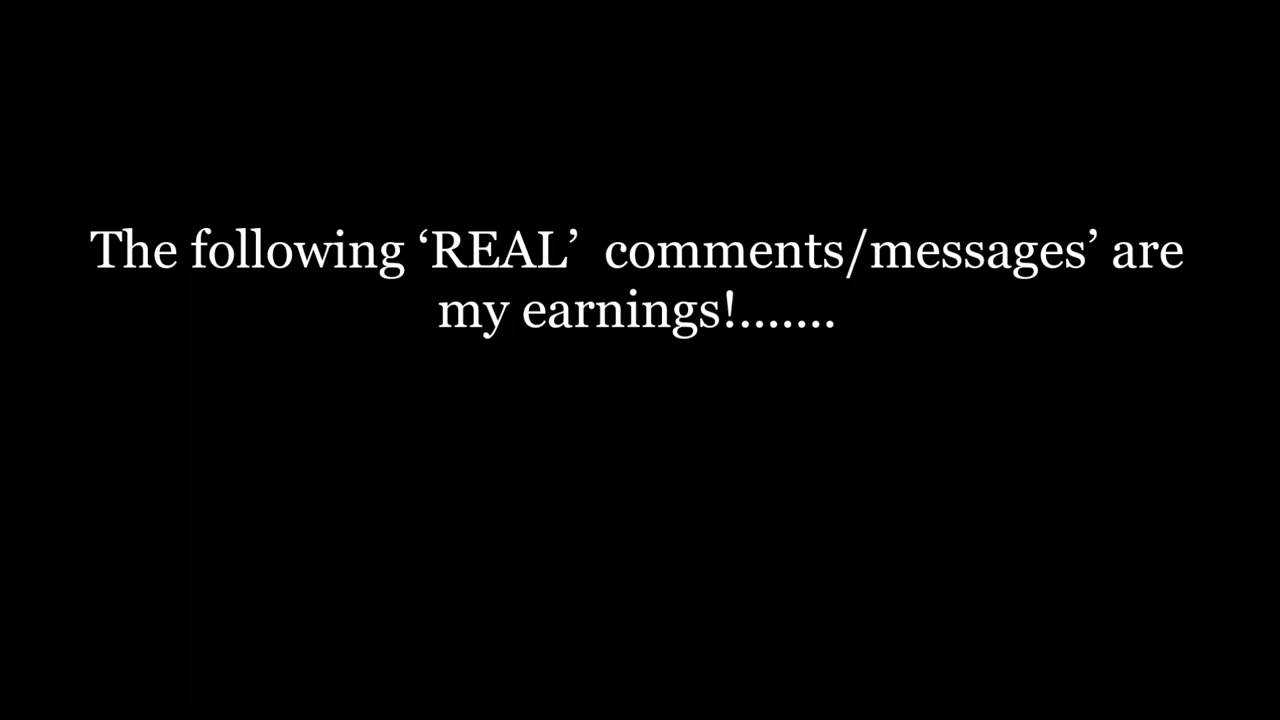 The following ‘REAL’  comments/messages’ are
my earnings!.......